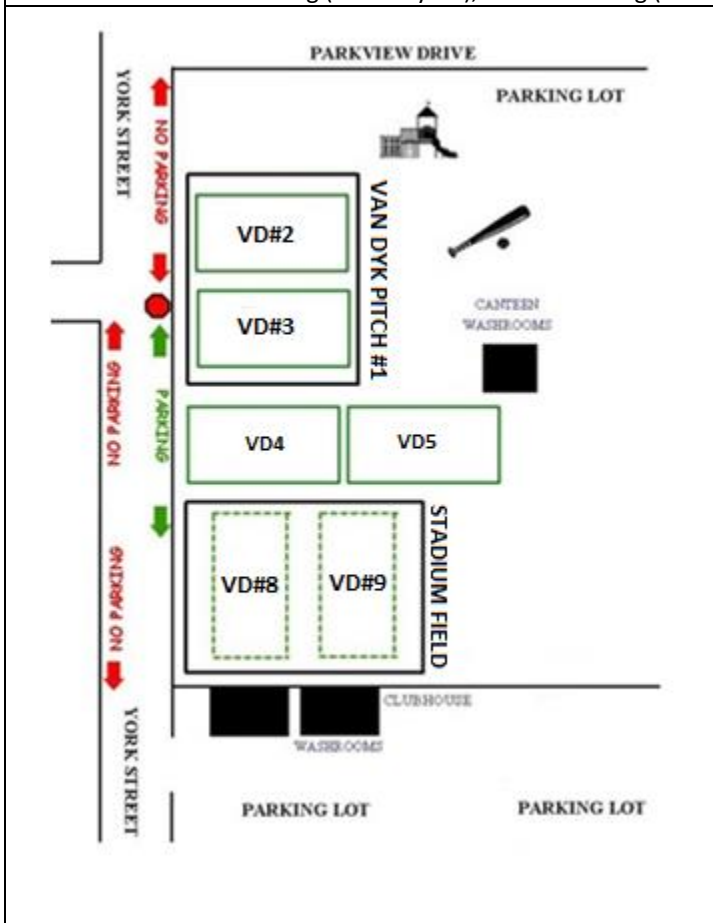 PARKVIEW DRIVE
YORK STREET
NO PARKING
PARKING LOT
VD#2
VAN DYK PITCH #1
VD#3
CANTEEN
WASHROOMS
NO PARKING
PARKING
VD4
VD5
NO PARKING
VD#8
VD#9
STADIUM FIELD
CLUBHOUSE
WASHROOMS
YORK STREET
PARKING LOT
PARKING LOT